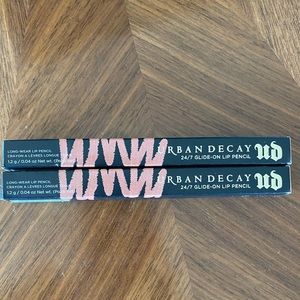 LONG-WEAR LIP PENCIL
CRAYON À LÈVRES LONGUE
1.2 g / 0.04 oz Net wt.
URBAN DECAY
24/7 GLIDE-ON LIP PENCIL
UD
LONG-WEAR LIP PENCIL
CRAYON À LÈVRES LONGUE
1.2 g / 0.04 oz Net wt.
URBAN DECAY
24/7 GLIDE-ON LIP PENCIL
UD